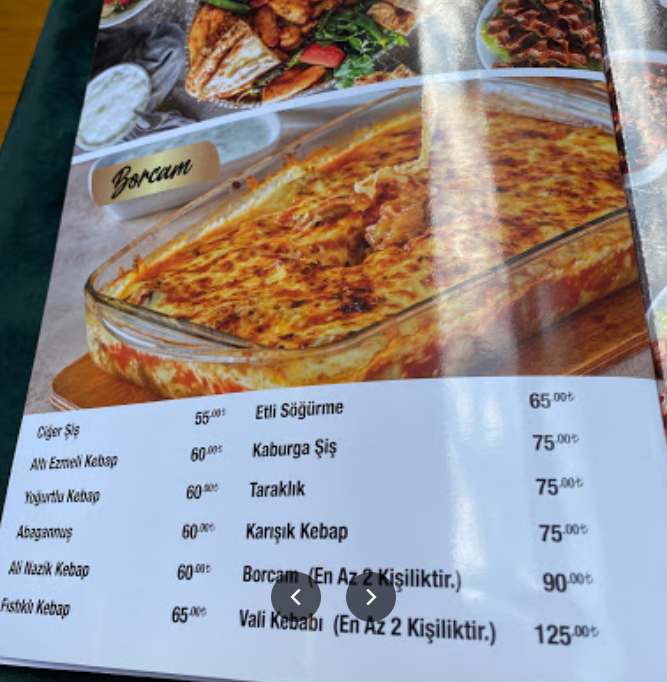 Borcam
Ciğer Şiş 55.00₺
Altı Ezmeli Kebap 60.00₺
Yoğurtlu Kebap 60.00₺
Abagannuş 60.00₺
Ali Nazik Kebap 60.00₺
Fıstıklı Kebap 65.00₺
Etli Söğürme 65.00₺
Kaburga Şiş 75.00₺
Taraklık 75.00₺
Karışık Kebap 75.00₺
Borcam (En Az 2 Kişiliktir.) 90.00₺
Vali Kebabı (En Az 2 Kişiliktir.) 125.00₺